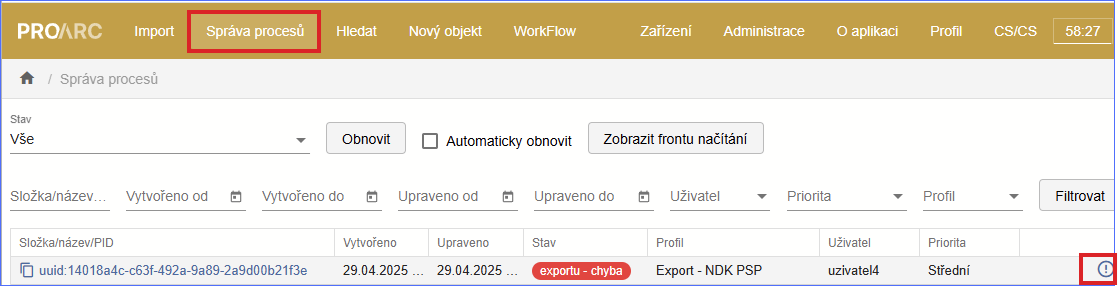 PROARC Import Správa procesů Hledat Nový objekt WorkFlow Zařízení Administrace O aplikaci Profil CS/CS 58:27
/ Správa procesů
Stav
Vše Obnovit Automaticky obnovit Zobrazit frontu načítání
Složka/název... Vytvořeno od Vytvořeno do Upraveno od Upraveno do Uživatel Priorita Profil Filtrovat
Složka/název/PID Vytvořeno Upraveno Stav Profil Uživatel Priorita
uuid:14018a4c-c63f-492a-9a89-2a9d00b21f3e 29.04.2025 ... 29.04.2025 ... exportu - chyba Export - NDK PSP uzivatel4 Střední